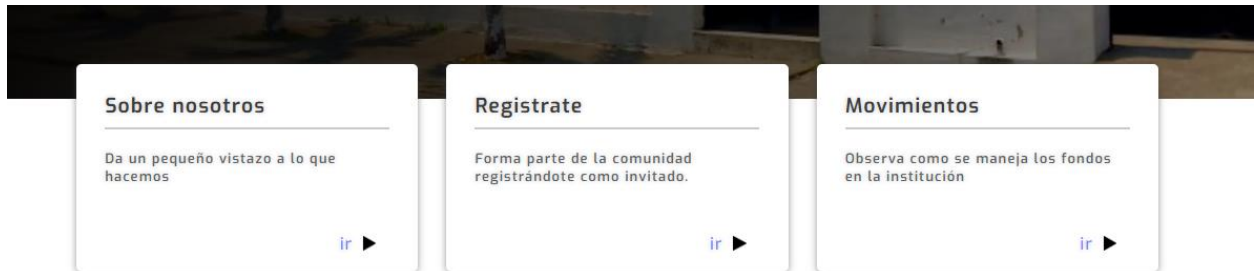 Sobre nosotros
Da un pequeño vistazo a lo que
hacemos
ir
Registrate
Forma parte de la comunidad
registrándote como invitado.
ir
Movimientos
Observa como se maneja los fondos
en la institución
ir